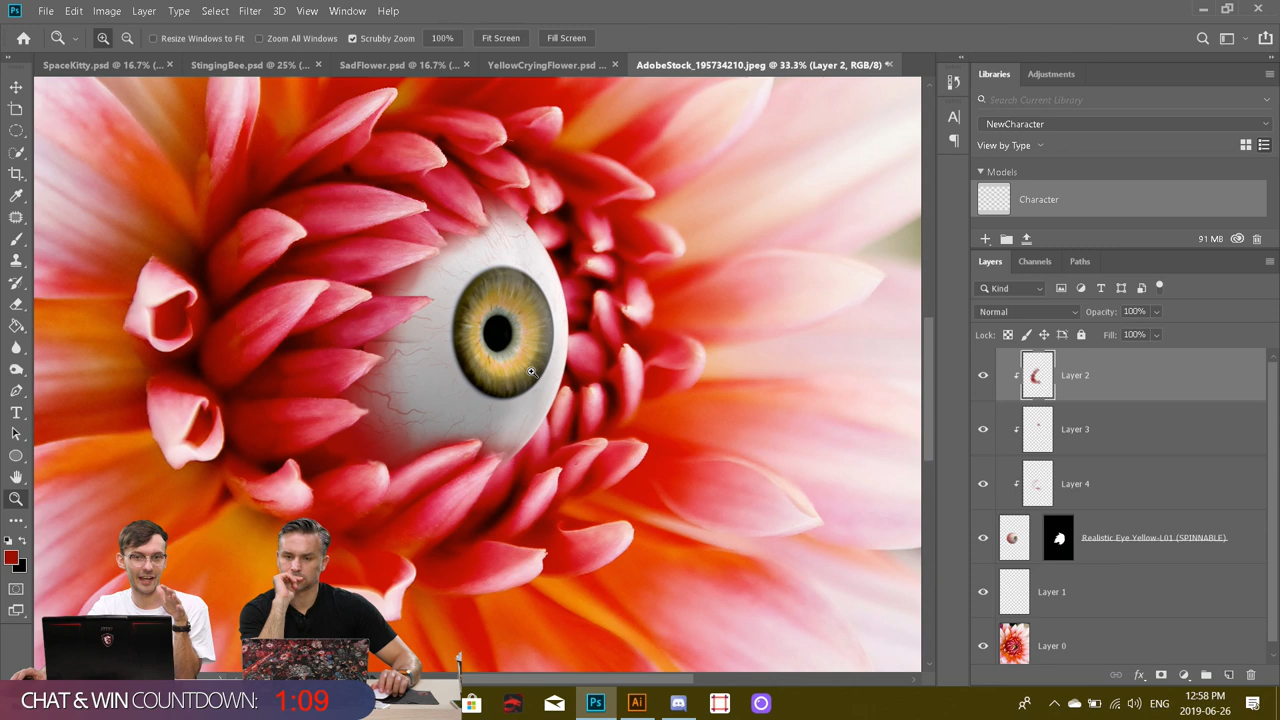 Ps File Edit Image Layer Type Select Filter 3D View Window Help
Resize Windows to Fit Zoom All Windows Scrubby Zoom 100% Fit Screen Fill Screen
SpaceKitty.psd @ 16.7% (... × StingingBee.psd @ 25% (... × SadFlower.psd @ 16.7% (... × YellowCryingFlower.psd ... × AdobeStock_195734210.jpeg @ 33.3% (Layer 2, RGB/8) * ×
Libraries Adjustments
Search Current Library
NewCharacter
View by Type
Models
Character
91 MB
Layers Channels Paths
Kind
Normal Opacity: 100%
Lock: Fill: 100%
Layer 2
Layer 3
Layer 4
Realistic Eye Yellow-L01 (SPINNABLE).
Layer 1
Layer 0
CHAT & WIN COUNTDOWN: 1:09
Ps Ai
ENG
12:58 PM
2019-06-26